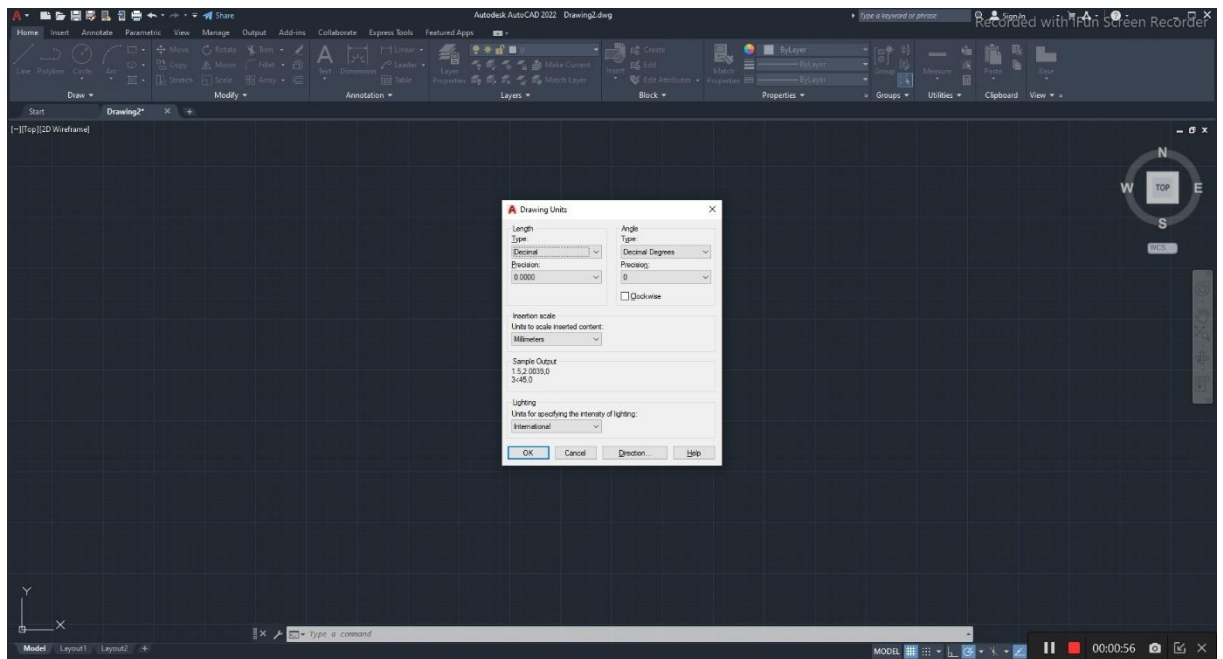 Share
Autodesk AutoCAD 2022 Drawing2.dwg
Type a keyword or phrase
Sign In
Recorded with iFun Screen Recorder
Home Insert Annotate Parametric View Manage Output Add-ins Collaborate Express Tools Featured Apps
Line Polyline Circle Arc
Move Rotate Trim
Copy Mirror Fillet
Stretch Scale Array
Text Dimension
Linear
Leader
Table
Layer Properties
0
Make Current
Match Layer
Insert
Create
Edit
Edit Attributes
Match Properties
ByLayer
ByLayer
ByLayer
Group
Measure
Paste
Base
Draw Modify Annotation Layers Block Properties Groups Utilities Clipboard View
Start Drawing2*
[-][Top][2D Wireframe]
N
W TOP E
S
WCS
Drawing Units
Length
Type:
Decimal
Precision:
0.0000
Angle
Type:
Decimal Degrees
Precision:
0
Clockwise
Insertion scale
Units to scale inserted content:
Millimeters
Sample Output
1.5,2.0039,0
3<45,0
Lighting
Units for specifying the intensity of lighting:
International
OK Cancel Direction... Help
Y
X
Type a command
Model Layout1 Layout2
MODEL
00:00:56